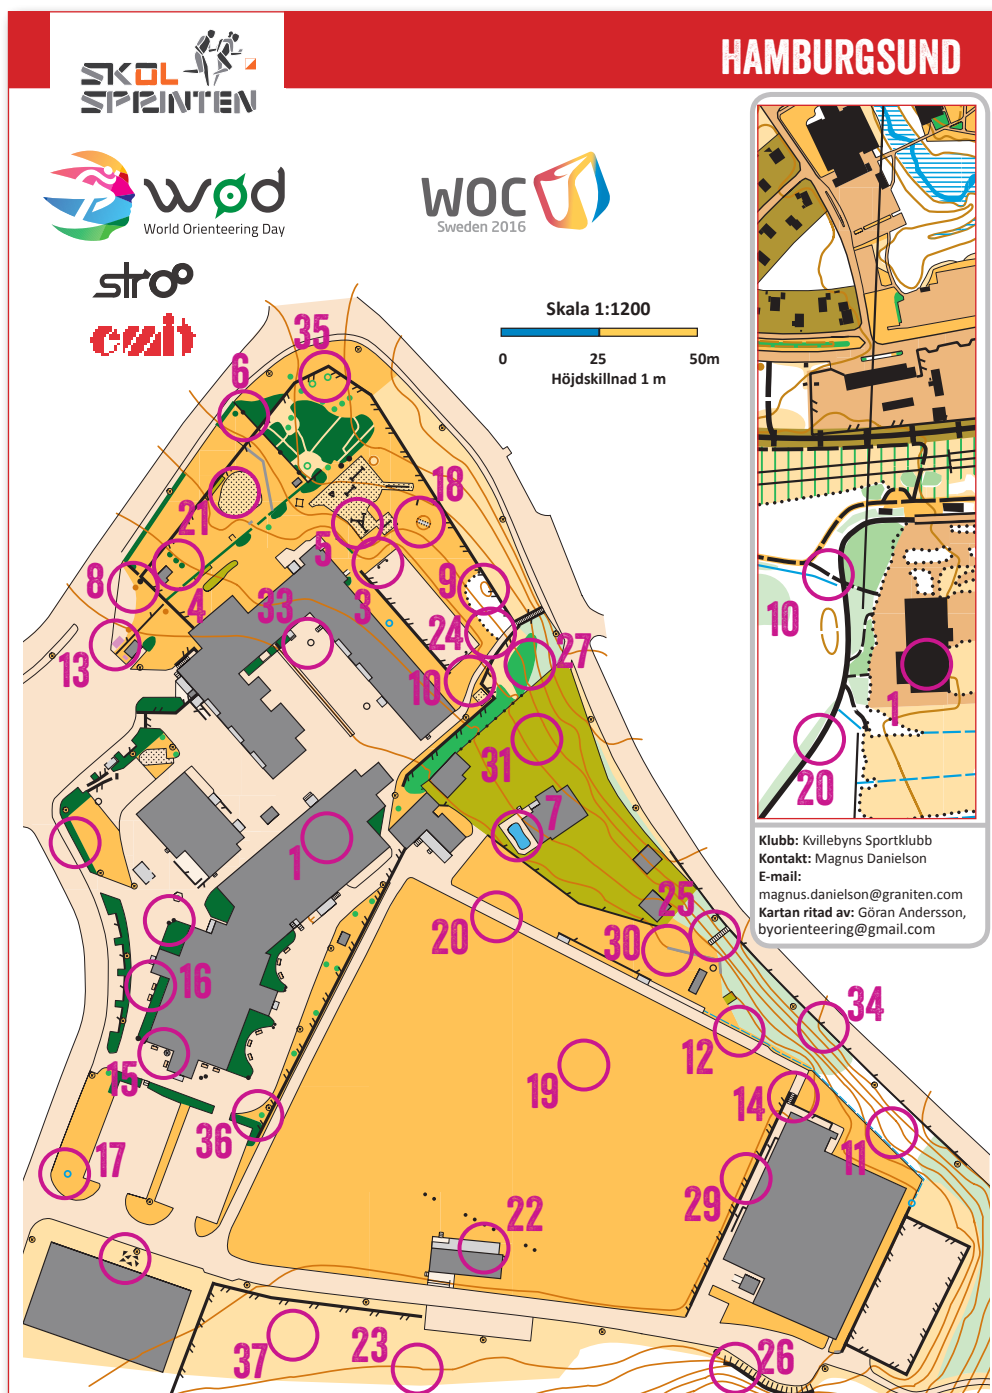 HAMBURGSUND
SKOL
SPRINTEN
wød
World Orienteering Day
WOC
Sweden 2016
stroo
cmit
Skala 1:1200
0 25 50m
Höjdskillnad 1 m
35
6
18
21
5
8
4
33
3
9
24
27
13
10
31
7
1
20
25
30
16
34
12
15
19
14
36
11
17
29
22
37
23
26
10
1
20
Klubb: Kvillebyns Sportklubb
Kontakt: Magnus Danielson
E-mail:
magnus.danielson@graniten.com
Kartan ritad av: Göran Andersson,
byorienteering@gmail.com